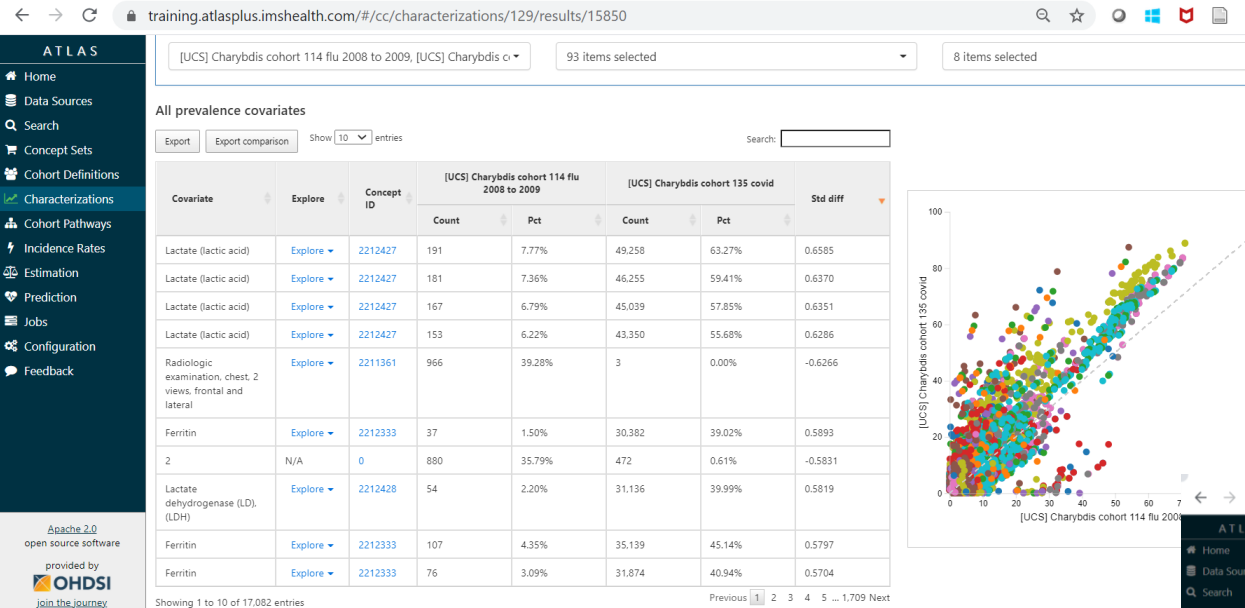 training.atlasplus.imshealth.com/#/cc/characterizations/129/results/15850
ATLAS
Home
Data Sources
Search
Concept Sets
Cohort Definitions
Characterizations
Cohort Pathways
Incidence Rates
Estimation
Prediction
Jobs
Configuration
Feedback
Apache 2.0
open source software
provided by
OHDSI
join the journey
[UCS] Charybdis cohort 114 flu 2008 to 2009, [UCS] Charybdis co
93 items selected
8 items selected
All prevalence covariates
Export
Export comparison
Show 10 entries
Search:
Covariate Explore Concept ID [UCS] Charybdis cohort 114 flu 2008 to 2009 [UCS] Charybdis cohort 135 covid Std diff
Count Pct Count Pct
Lactate (lactic acid) Explore 2212427 191 7.77% 49,258 63.27% 0.6585
Lactate (lactic acid) Explore 2212427 181 7.36% 46,255 59.41% 0.6370
Lactate (lactic acid) Explore 2212427 167 6.79% 45,039 57.85% 0.6351
Lactate (lactic acid) Explore 2212427 153 6.22% 43,350 55.68% 0.6286
Radiologic Explore 2211361 966 39.28% 3 0.00% -0.6266
examination, chest, 2
views, frontal and
lateral
Ferritin Explore 2212333 37 1.50% 30,382 39.02% 0.5893
2 N/A 0 880 35.79% 472 0.61% -0.5831
Lactate Explore 2212428 54 2.20% 31,136 39.99% 0.5819
dehydrogenase (LD),
(LDH)
Ferritin Explore 2212333 107 4.35% 35,139 45.14% 0.5797
Ferritin Explore 2212333 76 3.09% 31,874 40.94% 0.5704
Showing 1 to 10 of 17,082 entries
Previous 1 2 3 4 5 ... 1,709 Next
100
80
60
40
20
0
[UCS] Charybdis cohort 135 covid
0 10 20 30 40 50 60 7
[UCS] Charybdis cohort 114 flu 200
ATL
Home
Data Sour
Search